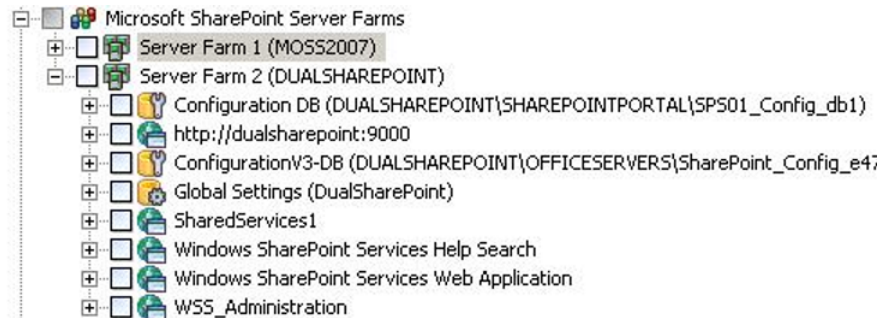 Microsoft SharePoint Server Farms
Server Farm 1 (MOSS2007)
Server Farm 2 (DUALSHAREPOINT)
Configuration DB (DUALSHAREPOINT\SHAREPOINTPORTAL\SPS01_Config_db1)
http://dualsharepoint:9000
ConfigurationV3-DB (DUALSHAREPOINT\OFFICESERVERS\SharePoint_Config_e47
Global Settings (DualSharePoint)
SharedServices1
Windows SharePoint Services Help Search
Windows SharePoint Services Web Application
WSS_Administration